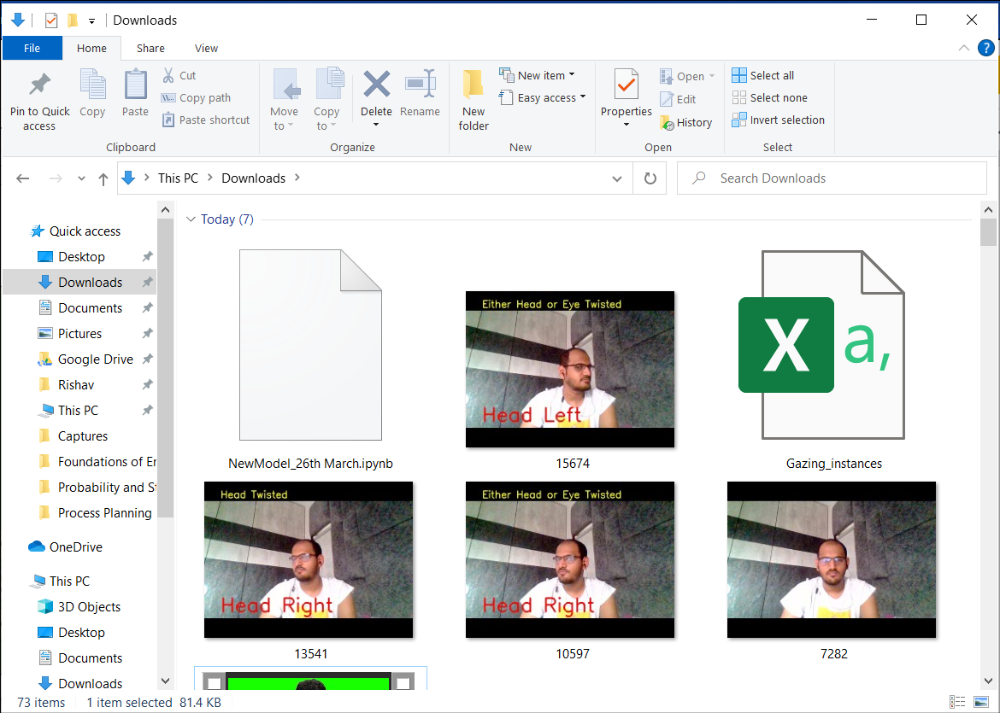 Downloads
File Home Share View
Pin to Quick access
Copy
Paste
Cut
Copy path
Paste shortcut
Clipboard
Move to
Copy to
Delete
Rename
Organize
New folder
New item
Easy access
New
Properties
Open
Edit
History
Open
Select all
Select none
Invert selection
Select
This PC > Downloads >
Search Downloads
Quick access
Desktop
Downloads
Documents
Pictures
Google Drive
Rishav
This PC
Captures
Foundations of Er
Probability and St
Process Planning
OneDrive
This PC
3D Objects
Desktop
Documents
Downloads
Today (7)
NewModel_26th March.ipynb
Either Head or Eye Twisted
Head Left
15674
X a,
Gazing_instances
Head Twisted
Head Right
13541
Either Head or Eye Twisted
Head Right
10597
7282
73 items 1 item selected 81.4 KB